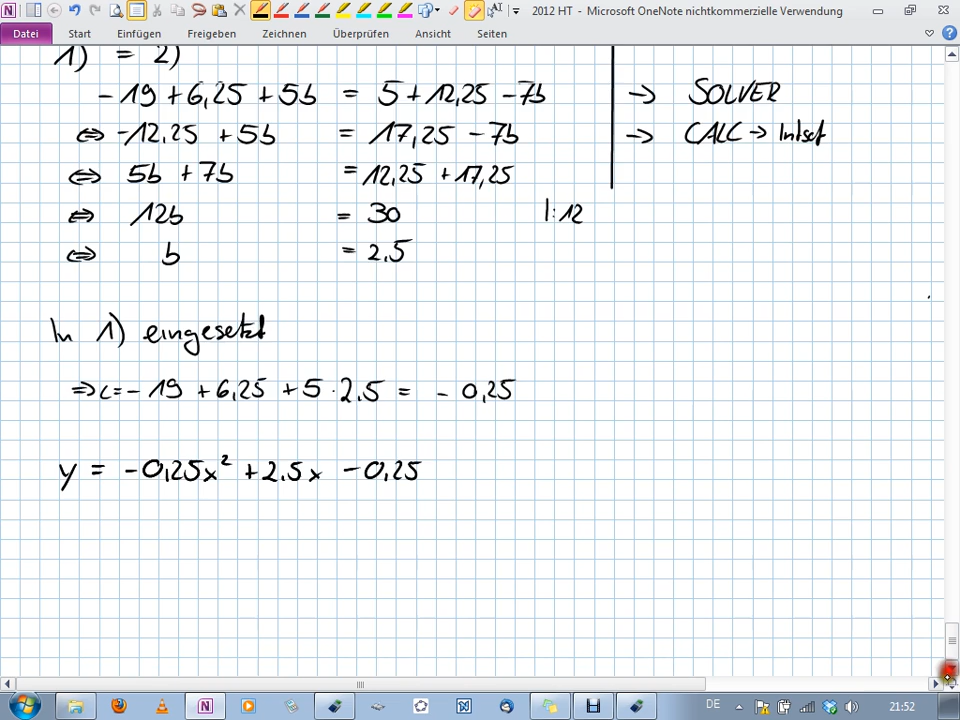 2012 HT - Microsoft OneNote nichtkommerzielle Verwendung
Datei Start Einfügen Freigeben Zeichnen Überprüfen Ansicht Seiten
1) = 2)
-19 + 6,25 + 5b = 5 + 12,25 - 7b → SOLVER
⇔ -12,25 + 5b = 17,25 - 7b → CALC → Intsct
⇔ 5b + 7b = 12,25 + 17,25
⇔ 12b = 30 |:12
⇔ b = 2,5
In 1) eingesetzt
⇒ c = -19 + 6,25 + 5 · 2,5 = -0,25
y = -0,25x² + 2,5x - 0,25
DE 21:52